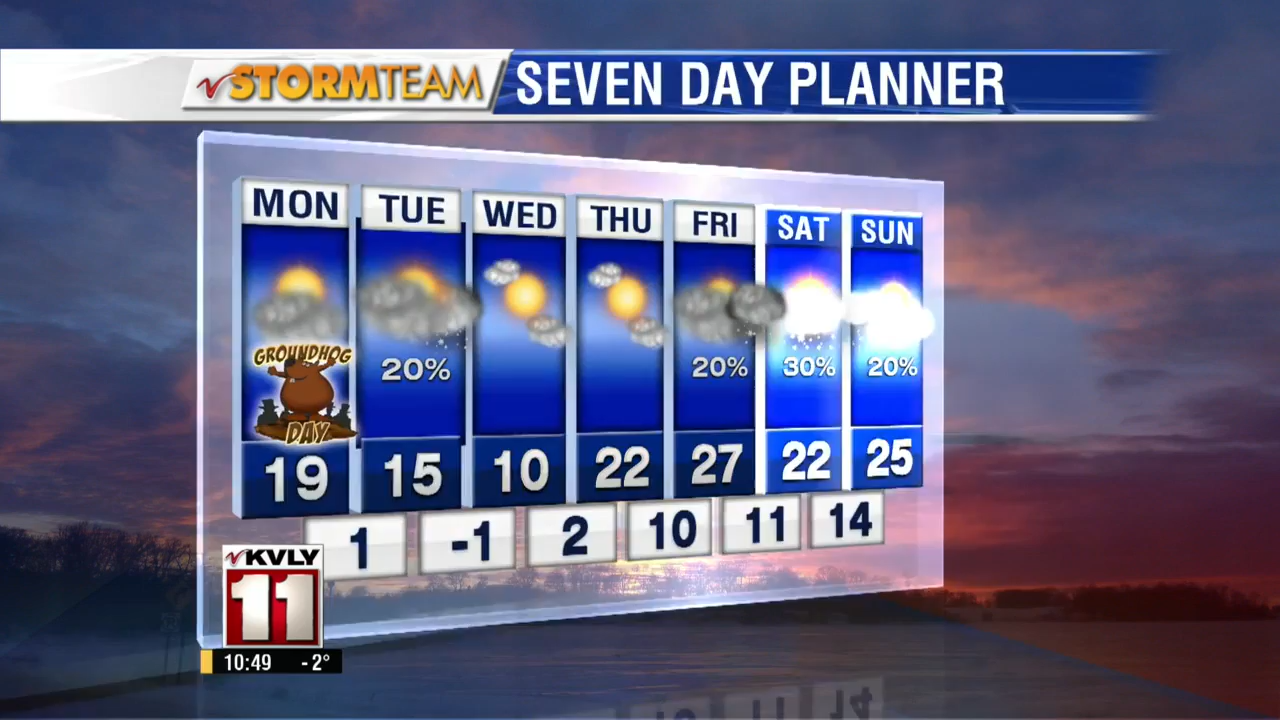 STORMTEAM SEVEN DAY PLANNER
MON TUE WED THU FRI SAT SUN
GROUNDHOG
DAY
20% 20% 30% 20%
19 15 10 22 27 22 25
1 -1 2 10 11 14
KVLY
11
10:49 -2°